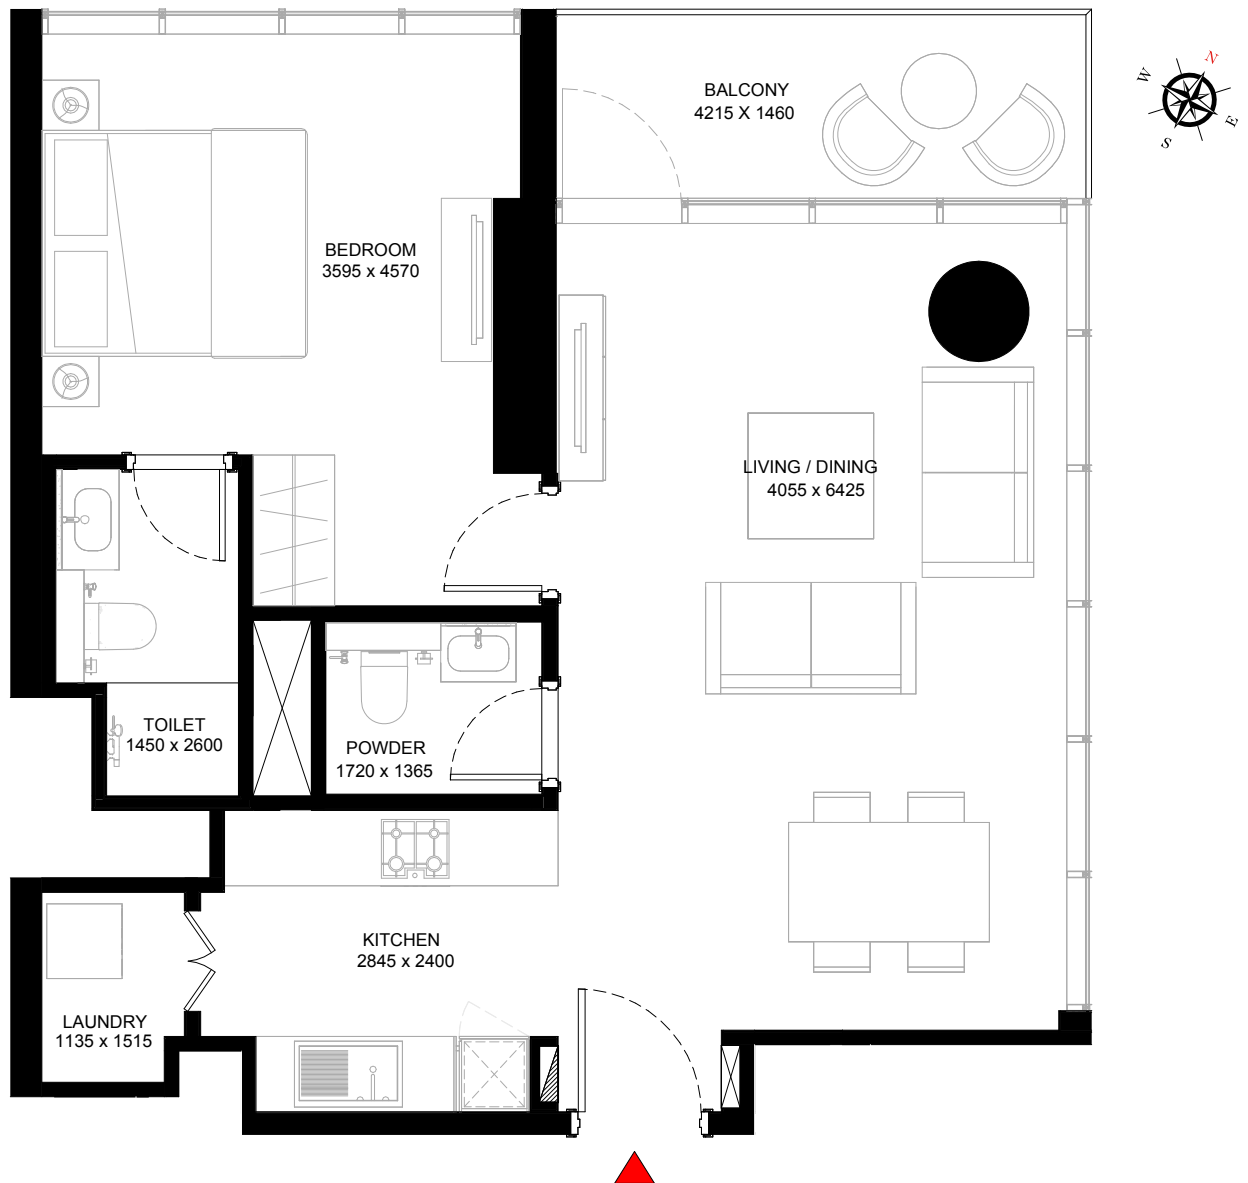 BALCONY
4215 X 1460
N
W
E
S
BEDROOM
3595 x 4570
LIVING / DINING
4055 x 6425
TOILET
1450 x 2600
POWDER
1720 x 1365
KITCHEN
2845 x 2400
LAUNDRY
1135 x 1515